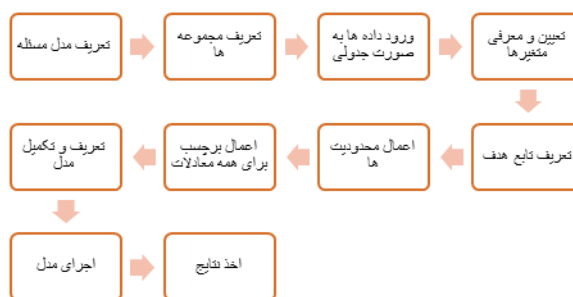 تعریف مدل مسئله
تعریف مجموعه
ها
ورود داده ها به
صورت جدولی
تعیین و معرفی
متغیرها
تعریف تابع هدف
اعمال محدودیت
ها
اعمال برچسب
برای همه معادلات
تعریف و تکمیل
مدل
اجرای مدل
اخذ نتایج